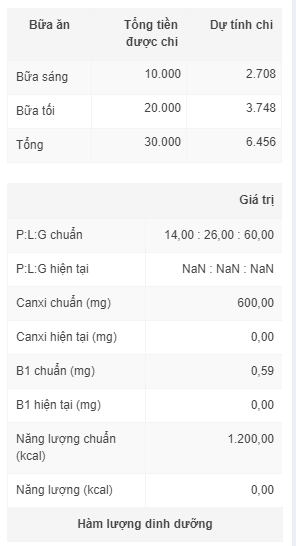 Bữa ăn Tổng tiền được chi Dự tính chi
Bữa sáng 10.000 2.708
Bữa tối 20.000 3.748
Tổng 30.000 6.456
Giá trị
P:L:G chuẩn 14,00 : 26,00 : 60,00
P:L:G hiện tại NaN : NaN : NaN
Canxi chuẩn (mg) 600,00
Canxi hiện tại (mg) 0,00
B1 chuẩn (mg) 0,59
B1 hiện tại (mg) 0,00
Năng lượng chuẩn (kcal) 1.200,00
Năng lượng (kcal) 0,00
Hàm lượng dinh dưỡng